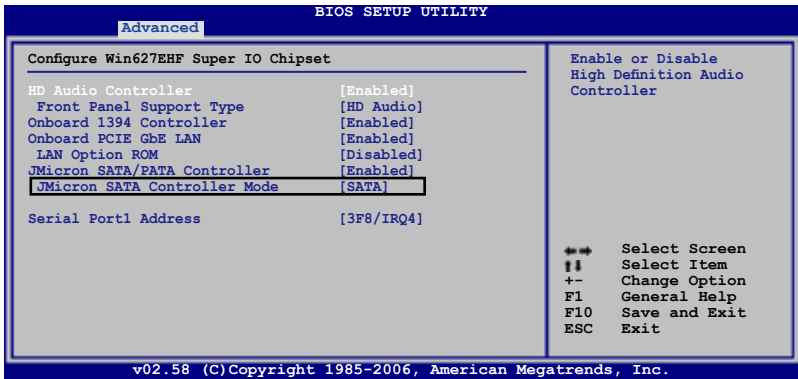 BIOS SETUP UTILITY
Advanced
Configure Win627EHF Super IO Chipset
HD Audio Controller [Enabled]
Front Panel Support Type [HD Audio]
Onboard 1394 Controller [Enabled]
Onboard PCIE GbE LAN [Enabled]
LAN Option ROM [Disabled]
JMicron SATA/PATA Controller [Enabled]
JMicron SATA Controller Mode [SATA]
Serial Port1 Address [3F8/IRQ4]
Enable or Disable
High Definition Audio
Controller
←→ Select Screen
↑↓ Select Item
+- Change Option
F1 General Help
F10 Save and Exit
ESC Exit
v02.58 (C)Copyright 1985-2006, American Megatrends, Inc.